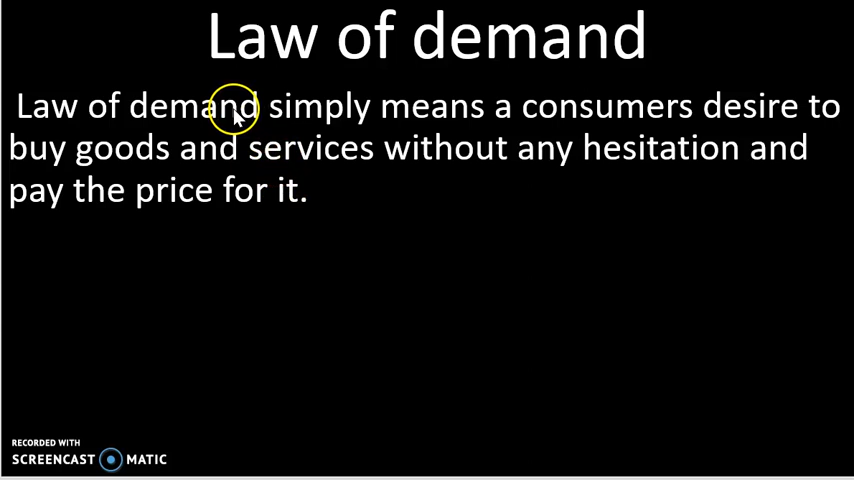 Law of demand
Law of demand simply means a consumers desire to
buy goods and services without any hesitation and
pay the price for it.
RECORDED WITH
SCREENCAST MATIC